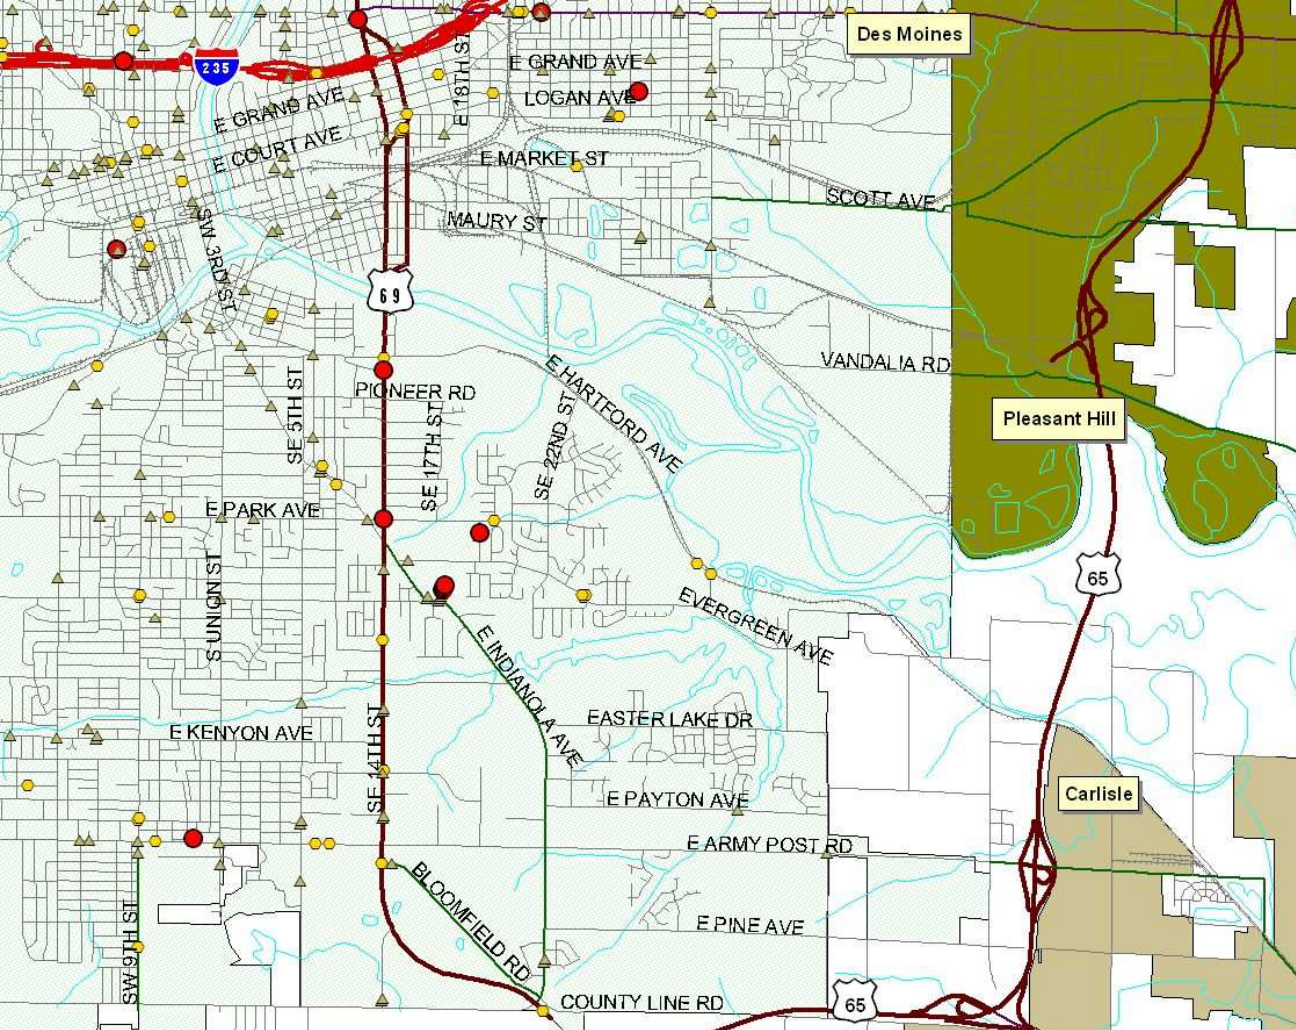 Des Moines
E 18TH ST
E GRAND AVE
235
LOGAN AVE
E GRAND AVE
E COURT AVE
E MARKET ST
SCOTT AVE
MAURY ST
SW 3RD ST
69
VANDALIA RD
E HARTFORD AVE
PIONEER RD
SE 5TH ST
SE 17TH ST
SE 22ND ST
Pleasant Hill
E PARK AVE
65
S UNION ST
EVERGREEN AVE
E INDIANOLA AVE
EASTER LAKE DR
E KENYON AVE
SE 14TH ST
Carlisle
E PAYTON AVE
E ARMY POST RD
BLOOMFIELD RD
SW 9TH ST
E PINE AVE
COUNTY LINE RD
65